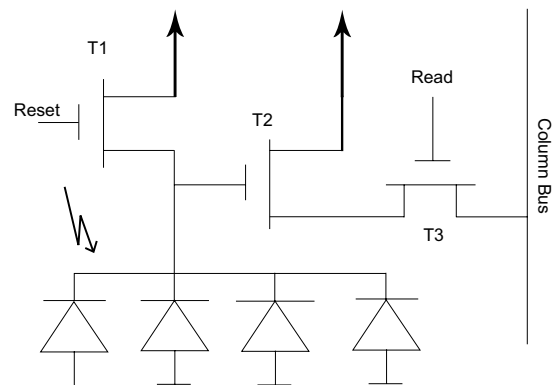 T1
Reset
T2
Read
T3
Column Bus